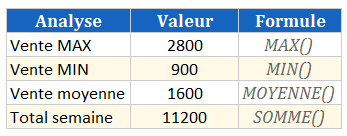 Analyse Valeur Formule
Vente MAX 2800 MAX()
Vente MIN 900 MIN()
Vente moyenne 1600 MOYENNE()
Total semaine 11200 SOMME()